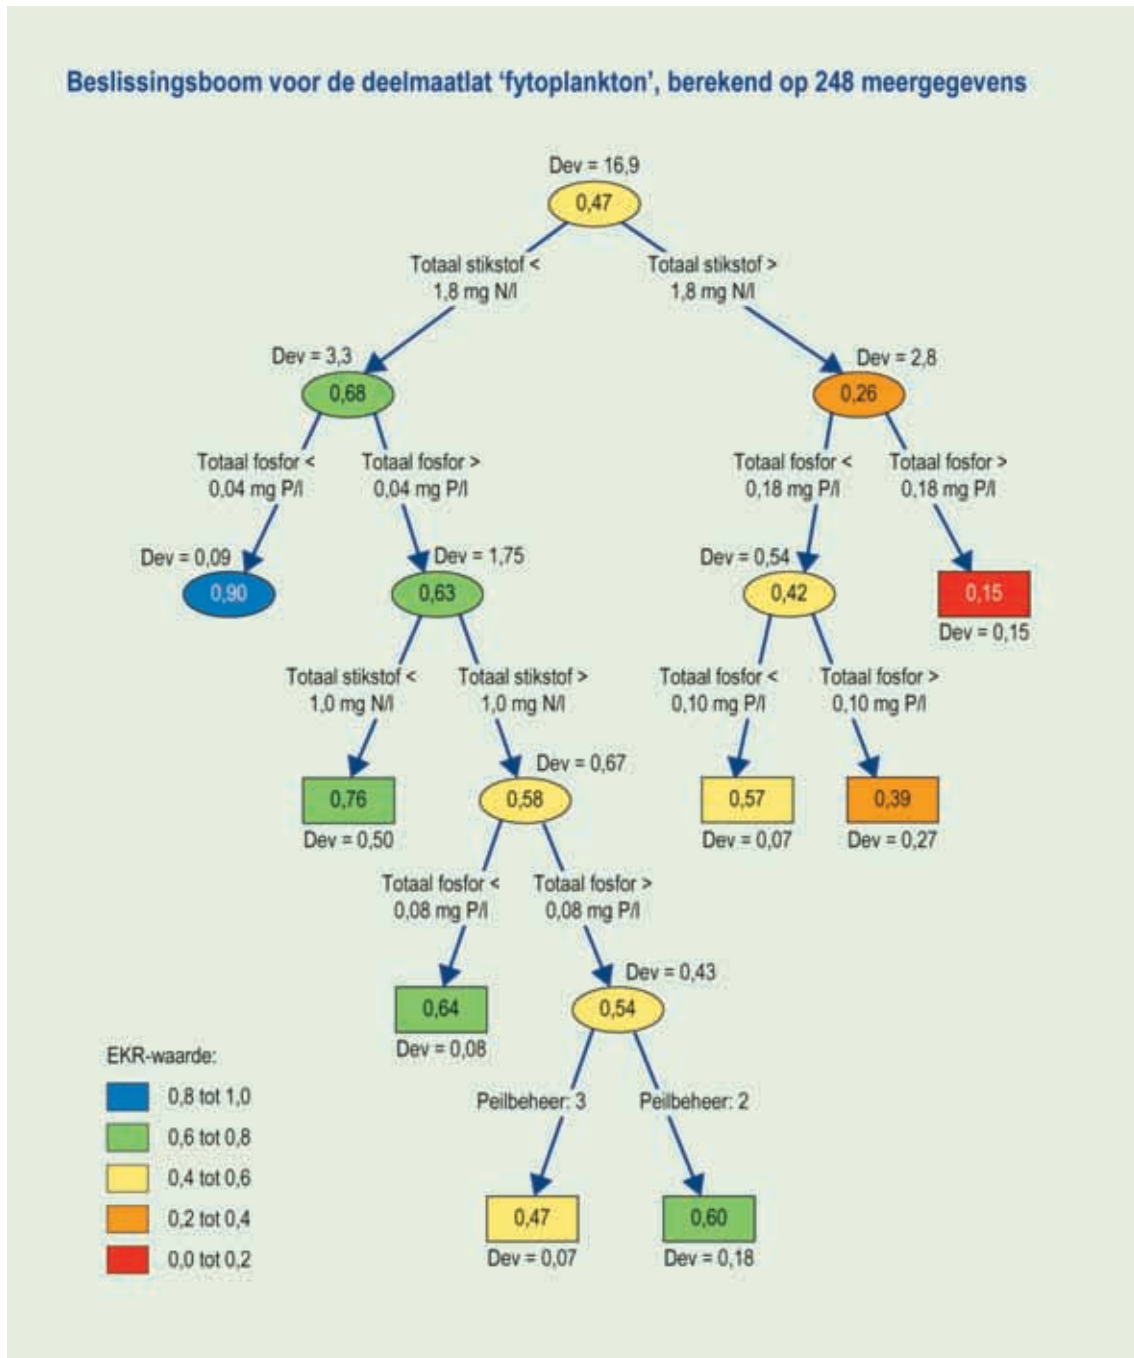 Beslissingsboom voor de deelmaatlat 'fytoplankton', berekend op 248 meergegevens
Dev = 16,9
0,47
Totaal stikstof <
1,8 mg N/l
Totaal stikstof >
1,8 mg N/l
Dev = 3,3
0,68
Dev = 2,8
0,26
Totaal fosfor <
0,04 mg P/l
Totaal fosfor >
0,04 mg P/l
Totaal fosfor <
0,18 mg P/l
Totaal fosfor >
0,18 mg P/l
Dev = 0,09
0,90
Dev = 1,75
0,63
Dev = 0,54
0,42
0,15
Dev = 0,15
Totaal stikstof <
1,0 mg N/l
Totaal stikstof >
1,0 mg N/l
Totaal fosfor <
0,10 mg P/l
Totaal fosfor >
0,10 mg P/l
0,76
Dev = 0,50
Dev = 0,67
0,58
0,57
Dev = 0,07
0,39
Dev = 0,27
Totaal fosfor <
0,08 mg P/l
Totaal fosfor >
0,08 mg P/l
0,64
Dev = 0,08
Dev = 0,43
0,54
Peilbeheer: 3
Peilbeheer: 2
0,47
Dev = 0,07
0,60
Dev = 0,18
EKR-waarde:
0,8 tot 1,0
0,6 tot 0,8
0,4 tot 0,6
0,2 tot 0,4
0,0 tot 0,2